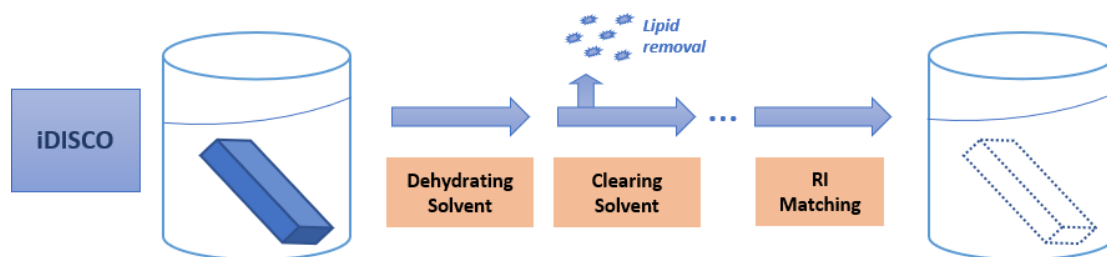 Lipid
removal
iDISCO
...
Dehydrating
Solvent
Clearing
Solvent
RI
Matching